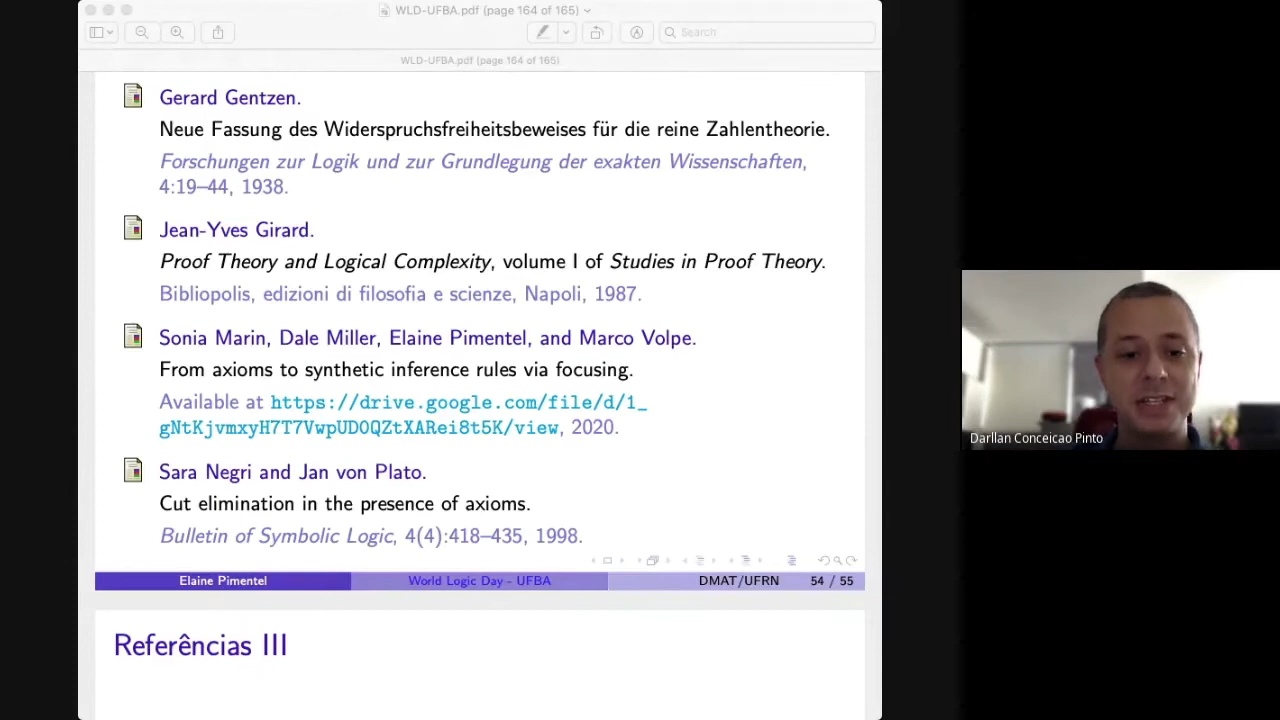 WLD-UFBA.pdf (page 164 of 165)
Search
WLD-UFBA.pdf (page 164 of 165)
Gerard Gentzen.
Neue Fassung des Widerspruchsfreiheitsbeweises für die reine Zahlentheorie.
Forschungen zur Logik und zur Grundlegung der exakten Wissenschaften,
4:19–44, 1938.
Jean-Yves Girard.
Proof Theory and Logical Complexity, volume I of Studies in Proof Theory.
Bibliopolis, edizioni di filosofia e scienze, Napoli, 1987.
Sonia Marin, Dale Miller, Elaine Pimentel, and Marco Volpe.
From axioms to synthetic inference rules via focusing.
Available at https://drive.google.com/file/d/1_
gNtKjvmxyH7T7VwpUDOQZtXARei8t5K/view, 2020.
Sara Negri and Jan von Plato.
Cut elimination in the presence of axioms.
Bulletin of Symbolic Logic, 4(4):418–435, 1998.
Elaine Pimentel World Logic Day - UFBA DMAT/UFRN 54 / 55
Referências III
Darllan Conceicao Pinto